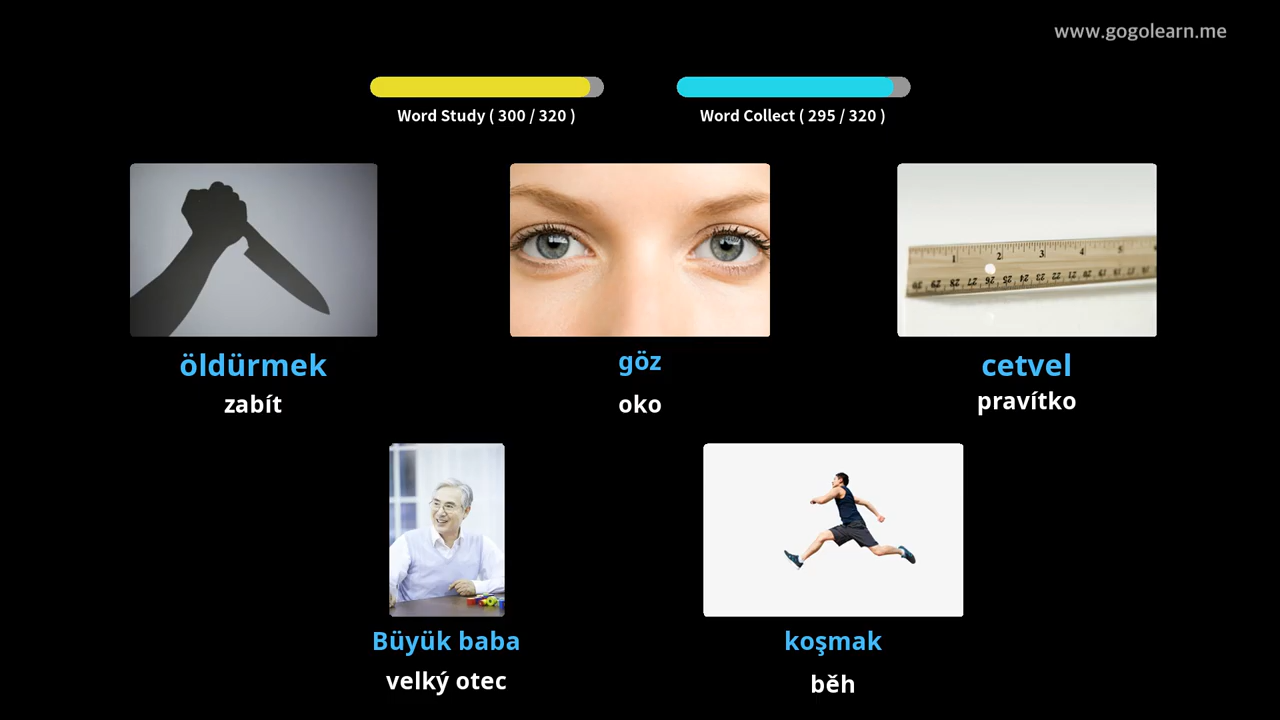 www.gogolearn.me
Word Study ( 300 / 320 )
Word Collect ( 295 / 320 )
öldürmek
zabít
göz
oko
cetvel
pravítko
Büyük baba
velký otec
koşmak
běh